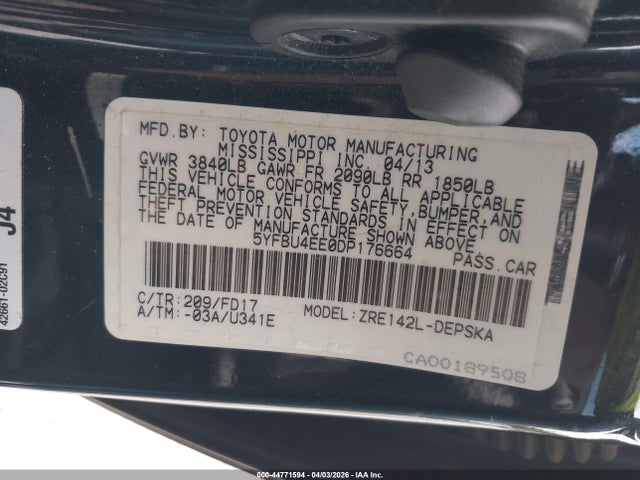 MFD.BY: TOYOTA MOTOR MANUFACTURING
MISSISSIPPI INC. 04/13
GVWR 3840LB GAWR FR 2090LB RR 1850LB
THIS VEHICLE CONFORMS TO ALL APPLICABLE
FEDERAL MOTOR VEHICLE SAFETY, BUMPER, AND
THEFT PREVENTION STANDARDS IN EFFECT ON
THE DATE OF MANUFACTURE SHOWN ABOVE.
5YFBU4EE0DP176664 PASS.CAR
C/TR:209/FD17 MODEL:ZRE142L-DEPSKA
A/TM:-03A/U341E
CA00189508
J4
42661-02C91
000-44771594 04/03/2026 IAA Inc.